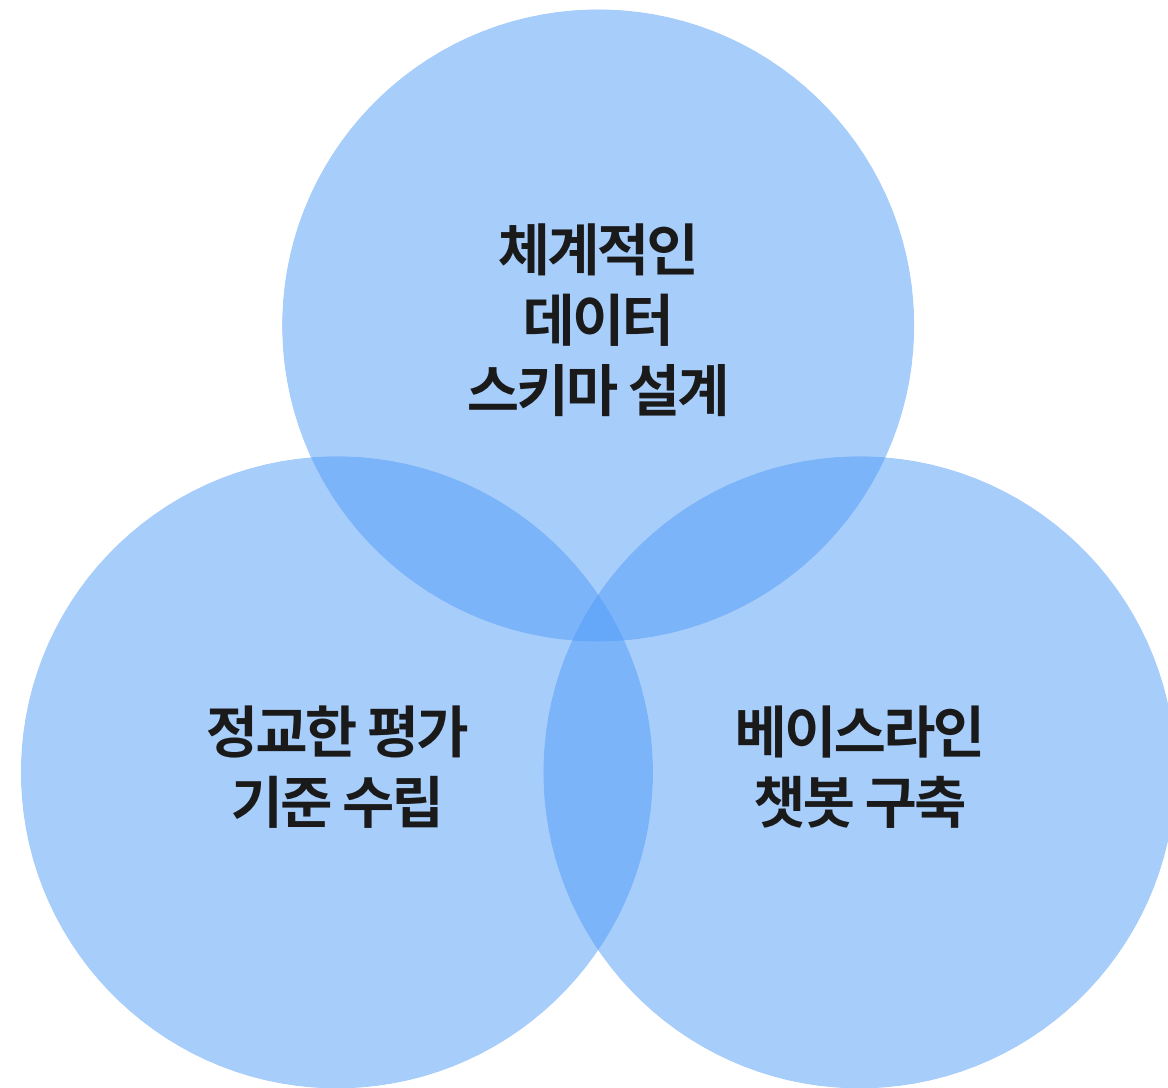 체계적인
데이터
스키마 설계
정교한 평가
기준 수립
베이스라인
챗봇 구축